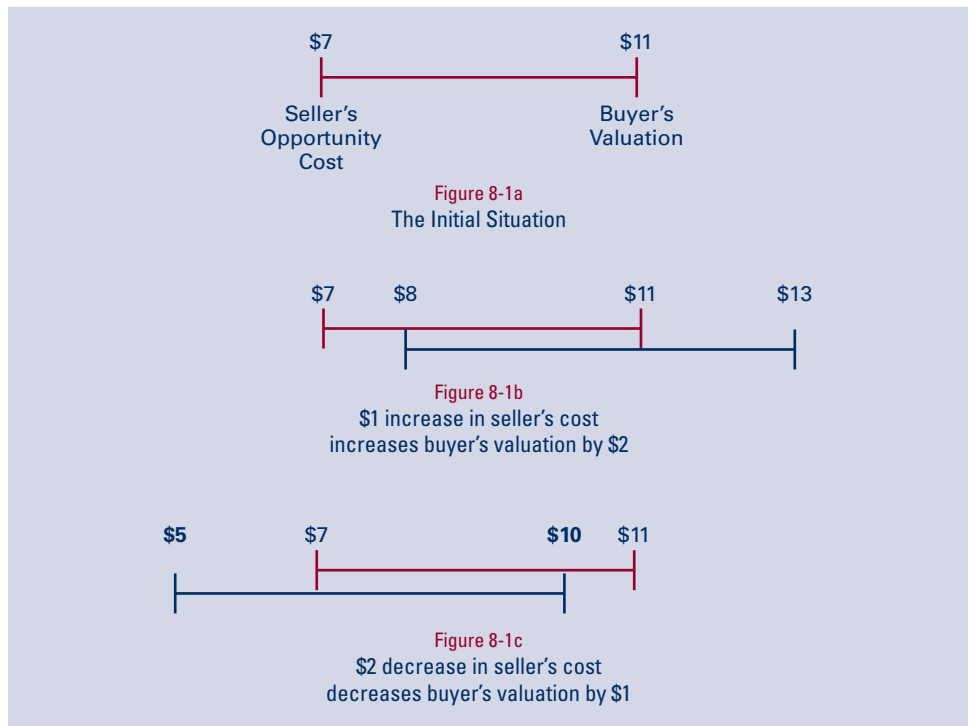 $7 $11
Seller's Buyer's
Opportunity Valuation
Cost
Figure 8-1a
The Initial Situation
$7 $8 $11 $13
Figure 8-1b
$1 increase in seller's cost
increases buyer's valuation by $2
$5 $7 $10 $11
Figure 8-1c
$2 decrease in seller's cost
decreases buyer's valuation by $1